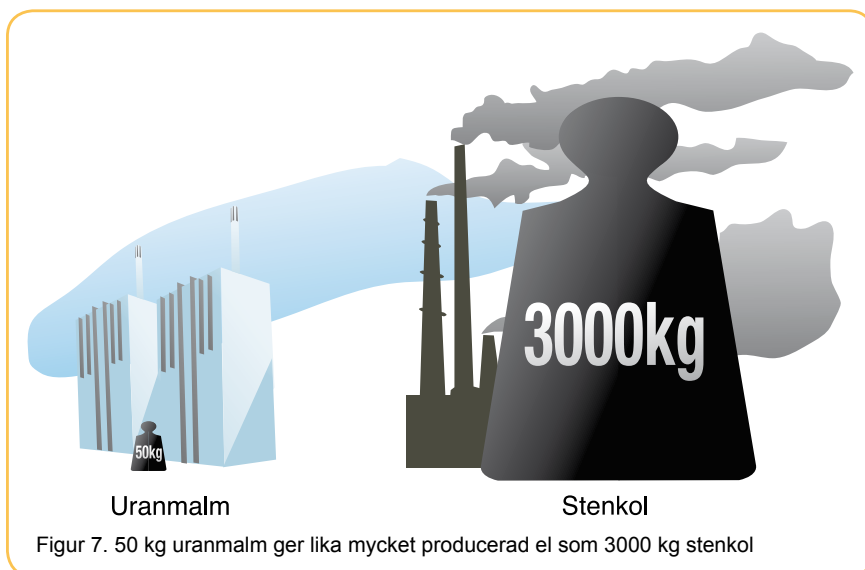 3000kg
50kg
Uranmalm
Stenkol
Figur 7. 50 kg uranmalm ger lika mycket producerad el som 3000 kg stenkol